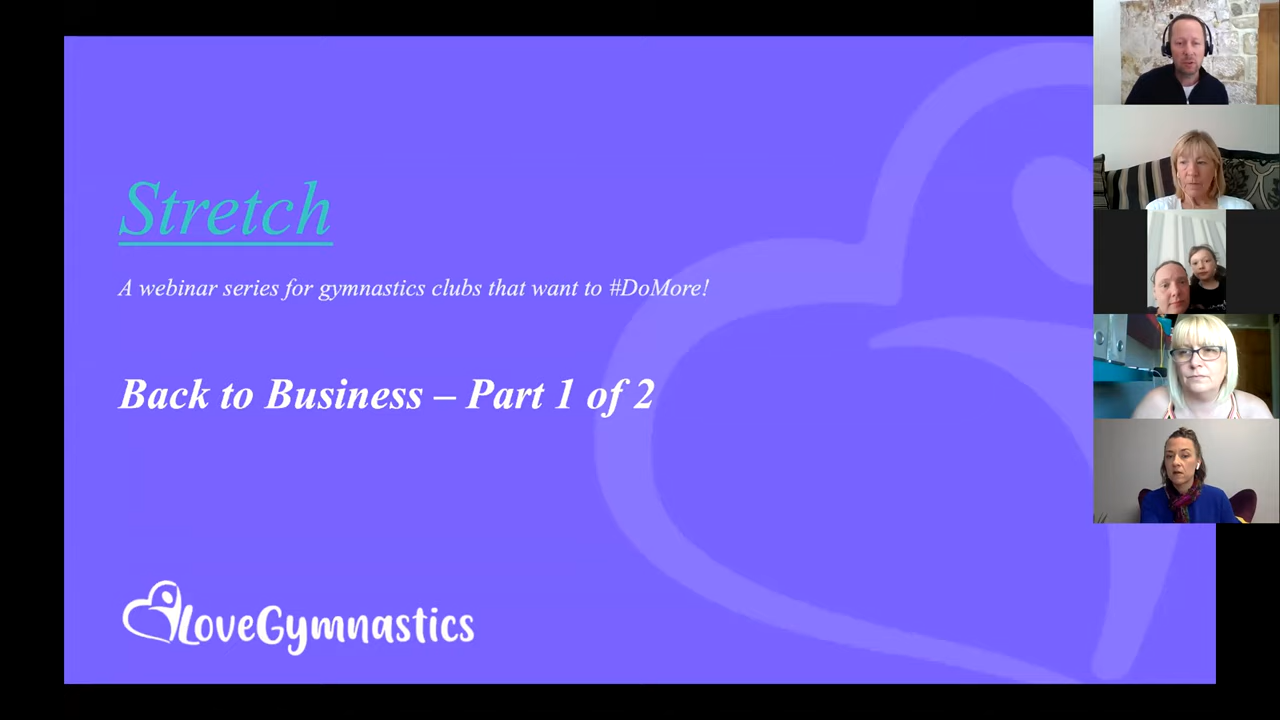 Stretch
A webinar series for gymnastics clubs that want to #DoMore!
Back to Business – Part 1 of 2
LoveGymnastics